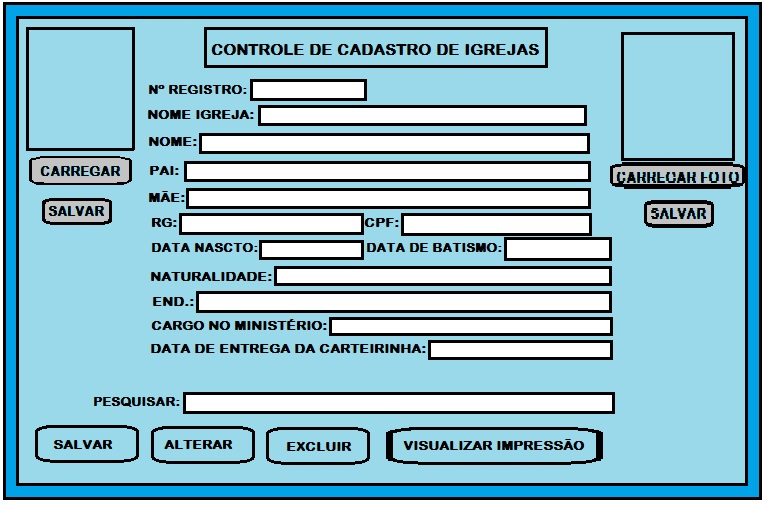 CONTROLE DE CADASTRO DE IGREJAS
Nº REGISTRO:
NOME IGREJA:
NOME:
CARREGAR
PAI:
CARREGAR FOTO
MÃE:
SALVAR
SALVAR
RG:
CPF:
DATA NASCTO:
DATA DE BATISMO:
NATURALIDADE:
END.:
CARGO NO MINISTÉRIO:
DATA DE ENTREGA DA CARTEIRINHA:
PESQUISAR:
SALVAR
ALTERAR
EXCLUIR
VISUALIZAR IMPRESSÃO